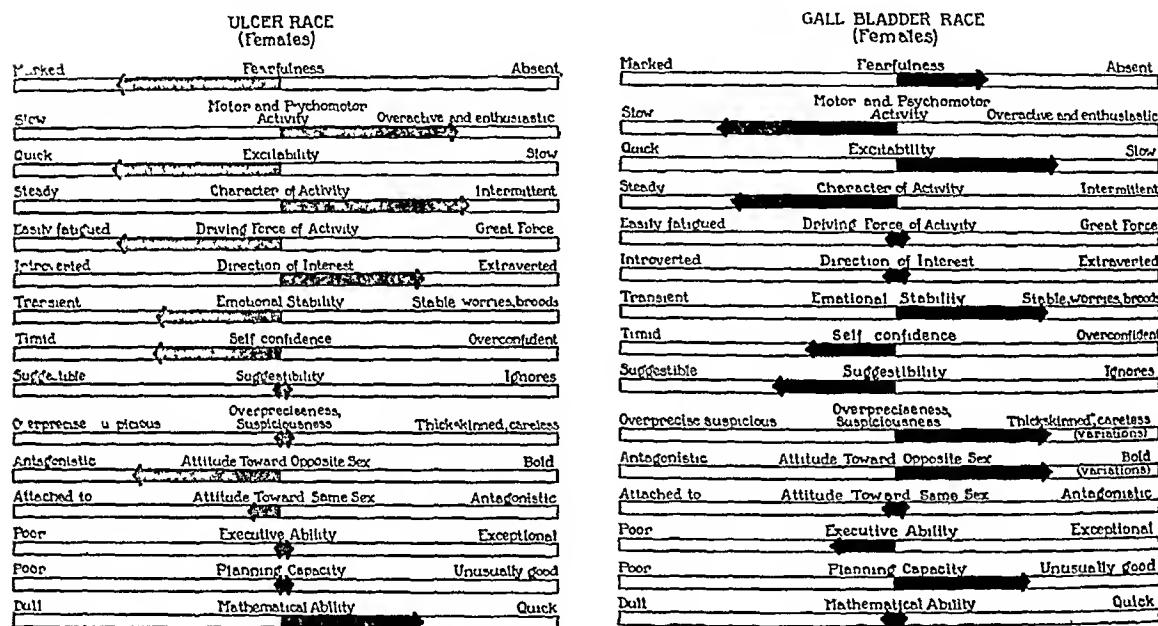 ULCER RACE
(Females)
Fearfulness Absent
Motor and Psychomotor
Slow Activity Overactive and enthusiastic
Quick Excitability Slow
Steady Character of Activity Intermittent
Easily fatigued Driving Force of Activity Great Force
Introverted Direction of Interest Extraverted
Transient Emotional Stability Stable, worries, broods
Timid Self confidence Overconfident
Suggestible Suggestibility Ignores
Overpreciseness,
Overprecise Suspiciousness Thickskinned, careless
Antagonistic Attitude Toward Opposite Sex Bold
Attached to Attitude Toward Same Sex Antagonistic
Poor Executive Ability Exceptional
Poor Planning Capacity Unusually good
Dull Mathematical Ability Quick
GALL BLADDER RACE
(Females)
Marked Fearfulness Absent
Motor and Psychomotor
Slow Activity Overactive and enthusiastic
Quick Excitability Slow
Steady Character of Activity Intermittent
Easily fatigued Driving Force of Activity Great Force
Introverted Direction of Interest Extraverted
Transient Emotional Stability Stable, worries, broods
Timid Self confidence Overconfident
Suggestible Suggestibility Ignores
Overpreciseness,
Overprecise suspicious Suspiciousness Thickskinned, careless
(variations)
Antagonistic Attitude Toward Opposite Sex Bold
(variations)
Attached to Attitude Toward Same Sex Antagonistic
Poor Executive Ability Exceptional
Poor Planning Capacity Unusually good
Dull Mathematical Ability Quick